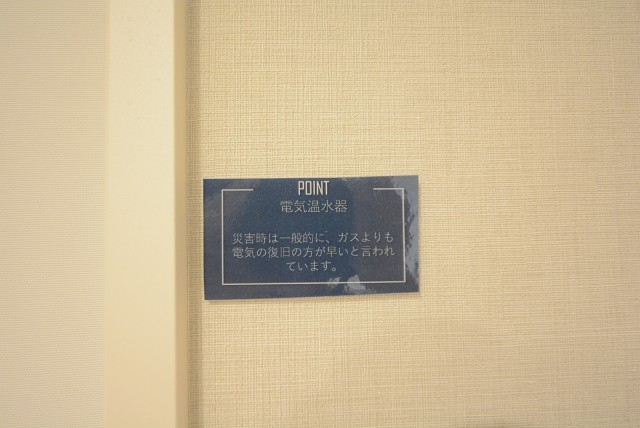 POINT
電気温水器
災害時は一般的に、ガスよりも
電気の復旧の方が早いと言われ
ています。